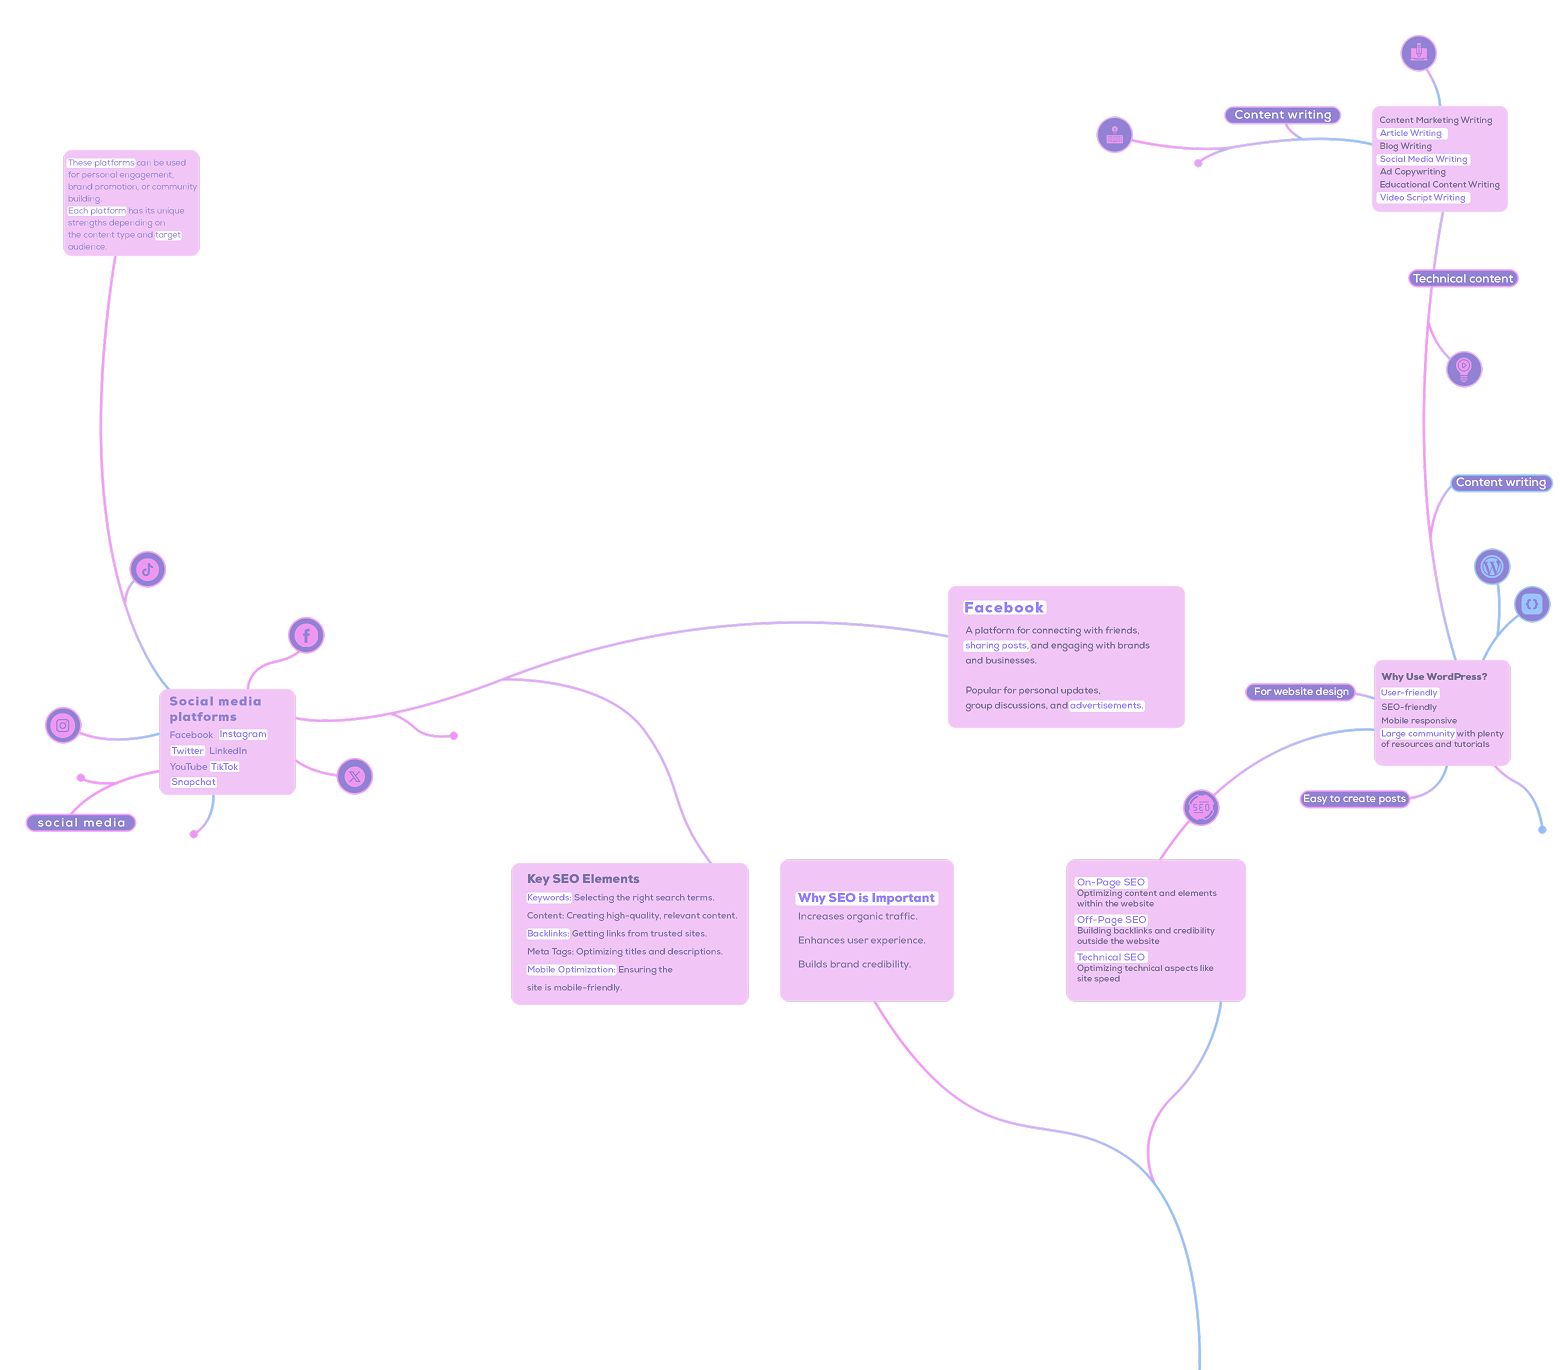 Content writing
Content Marketing Writing
Article Writing
Blog Writing
Social Media Writing
Ad Copywriting
Educational Content Writing
Video Script Writing
These platforms can be used
for personal engagement,
brand promotion, or community
building.
Each platform has its unique
strengths depending on
the content type and target
audience.
Technical content
Content writing
Facebook
A platform for connecting with friends,
sharing posts, and engaging with brands
and businesses.
Popular for personal updates,
group discussions, and advertisements.
Why Use WordPress?
User-friendly
SEO-friendly
Mobile responsive
Large community with plenty
of resources and tutorials
For website design
Easy to create posts
Social media
platforms
Facebook Instagram
Twitter LinkedIn
YouTube TikTok
Snapchat
social media
SEO
Key SEO Elements
Keywords: Selecting the right search terms.
Content: Creating high-quality, relevant content.
Backlinks: Getting links from trusted sites.
Meta Tags: Optimizing titles and descriptions.
Mobile Optimization: Ensuring the
site is mobile-friendly.
Why SEO is Important
Increases organic traffic.
Enhances user experience.
Builds brand credibility.
On-Page SEO
Optimizing content and elements
within the website
Off-Page SEO
Building backlinks and credibility
outside the website
Technical SEO
Optimizing technical aspects like
site speed